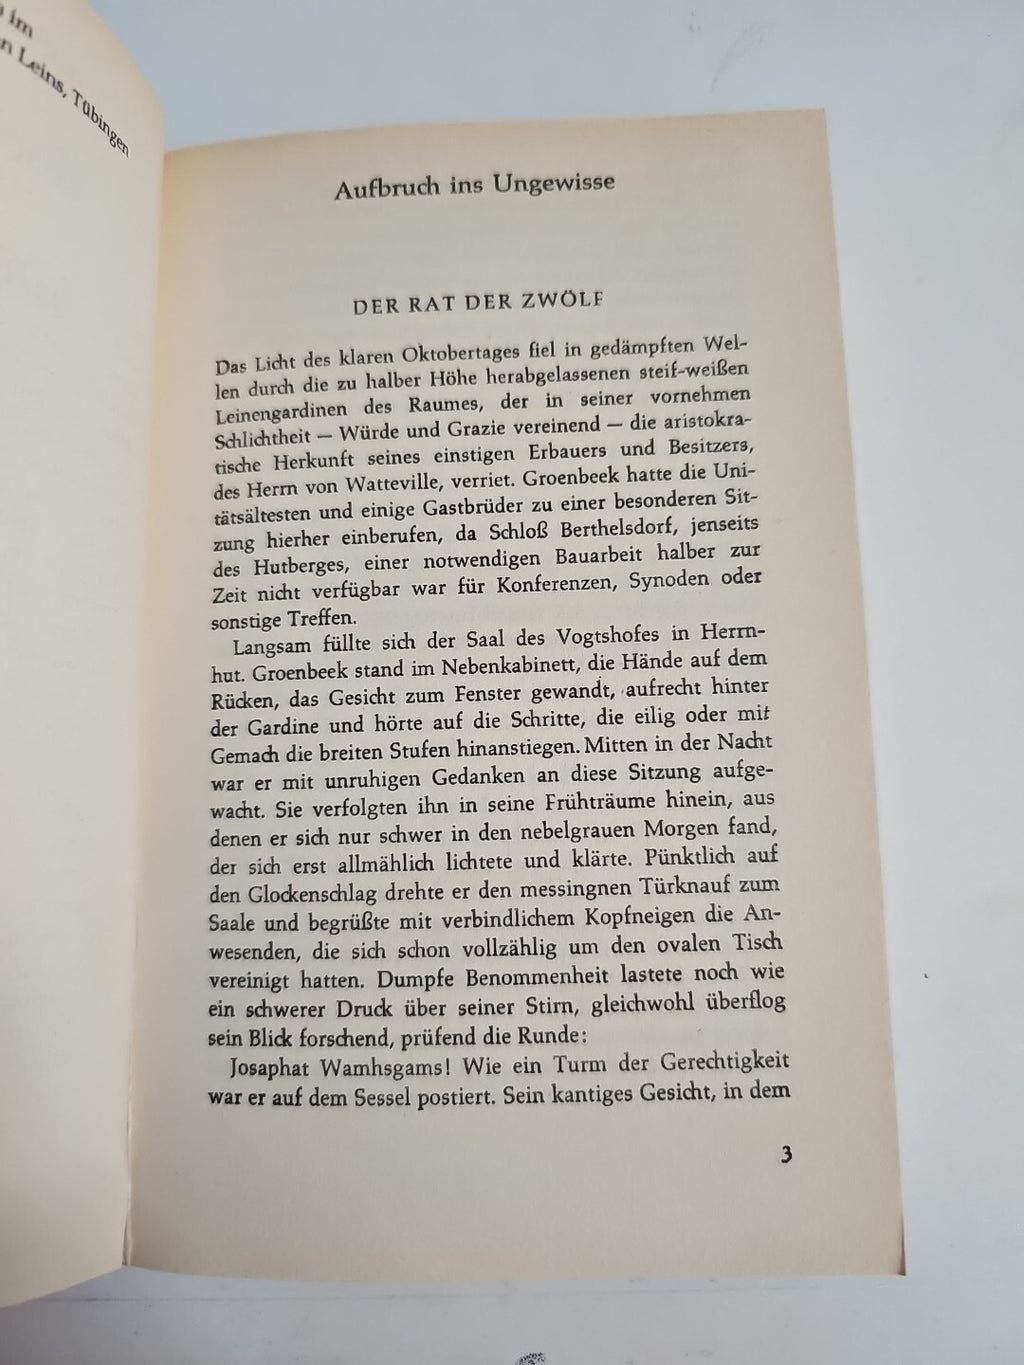 im
Leins, Tübingen
Aufbruch ins Ungewisse
DER RAT DER ZWÖLF
Das Licht des klaren Oktobertages fiel in gedämpften Wel-
len durch die zu halber Höhe herabgelassenen steif-weißen
Leinengardinen des Raumes, der in seiner vornehmen
Schlichtheit — Würde und Grazie vereinend — die aristokra-
tische Herkunft seines einstigen Erbauers und Besitzers,
des Herrn von Watteville, verriet. Groenbeek hatte die Uni-
tätsältesten und einige Gastbrüder zu einer besonderen Sit-
zung hierher einberufen, da Schloß Berthelsdorf, jenseits
des Hutberges, einer notwendigen Bauarbeit halber zur
Zeit nicht verfügbar war für Konferenzen, Synoden oder
sonstige Treffen.
Langsam füllte sich der Saal des Vogtshofes in Herrn-
hut. Groenbeek stand im Nebenkabinett, die Hände auf dem
Rücken, das Gesicht zum Fenster gewandt, aufrecht hinter
der Gardine und hörte auf die Schritte, die eilig oder mit
Gemach die breiten Stufen hinanstiegen. Mitten in der Nacht
war er mit unruhigen Gedanken an diese Sitzung aufge-
wacht. Sie verfolgten ihn in seine Frühträume hinein, aus
denen er sich nur schwer in den nebelgrauen Morgen fand,
der sich erst allmählich lichtete und klärte. Pünktlich auf
den Glockenschlag drehte er den messingnen Türknauf zum
Saale und begrüßte mit verbindlichem Kopfneigen die An-
wesenden, die sich schon vollzählig um den ovalen Tisch
vereinigt hatten. Dumpfe Benommenheit lastete noch wie
ein schwerer Druck über seiner Stirn, gleichwohl überflog
sein Blick forschend, prüfend die Runde:
Josaphat Wamhsgams! Wie ein Turm der Gerechtigkeit
war er auf dem Sessel postiert. Sein kantiges Gesicht, in dem
3